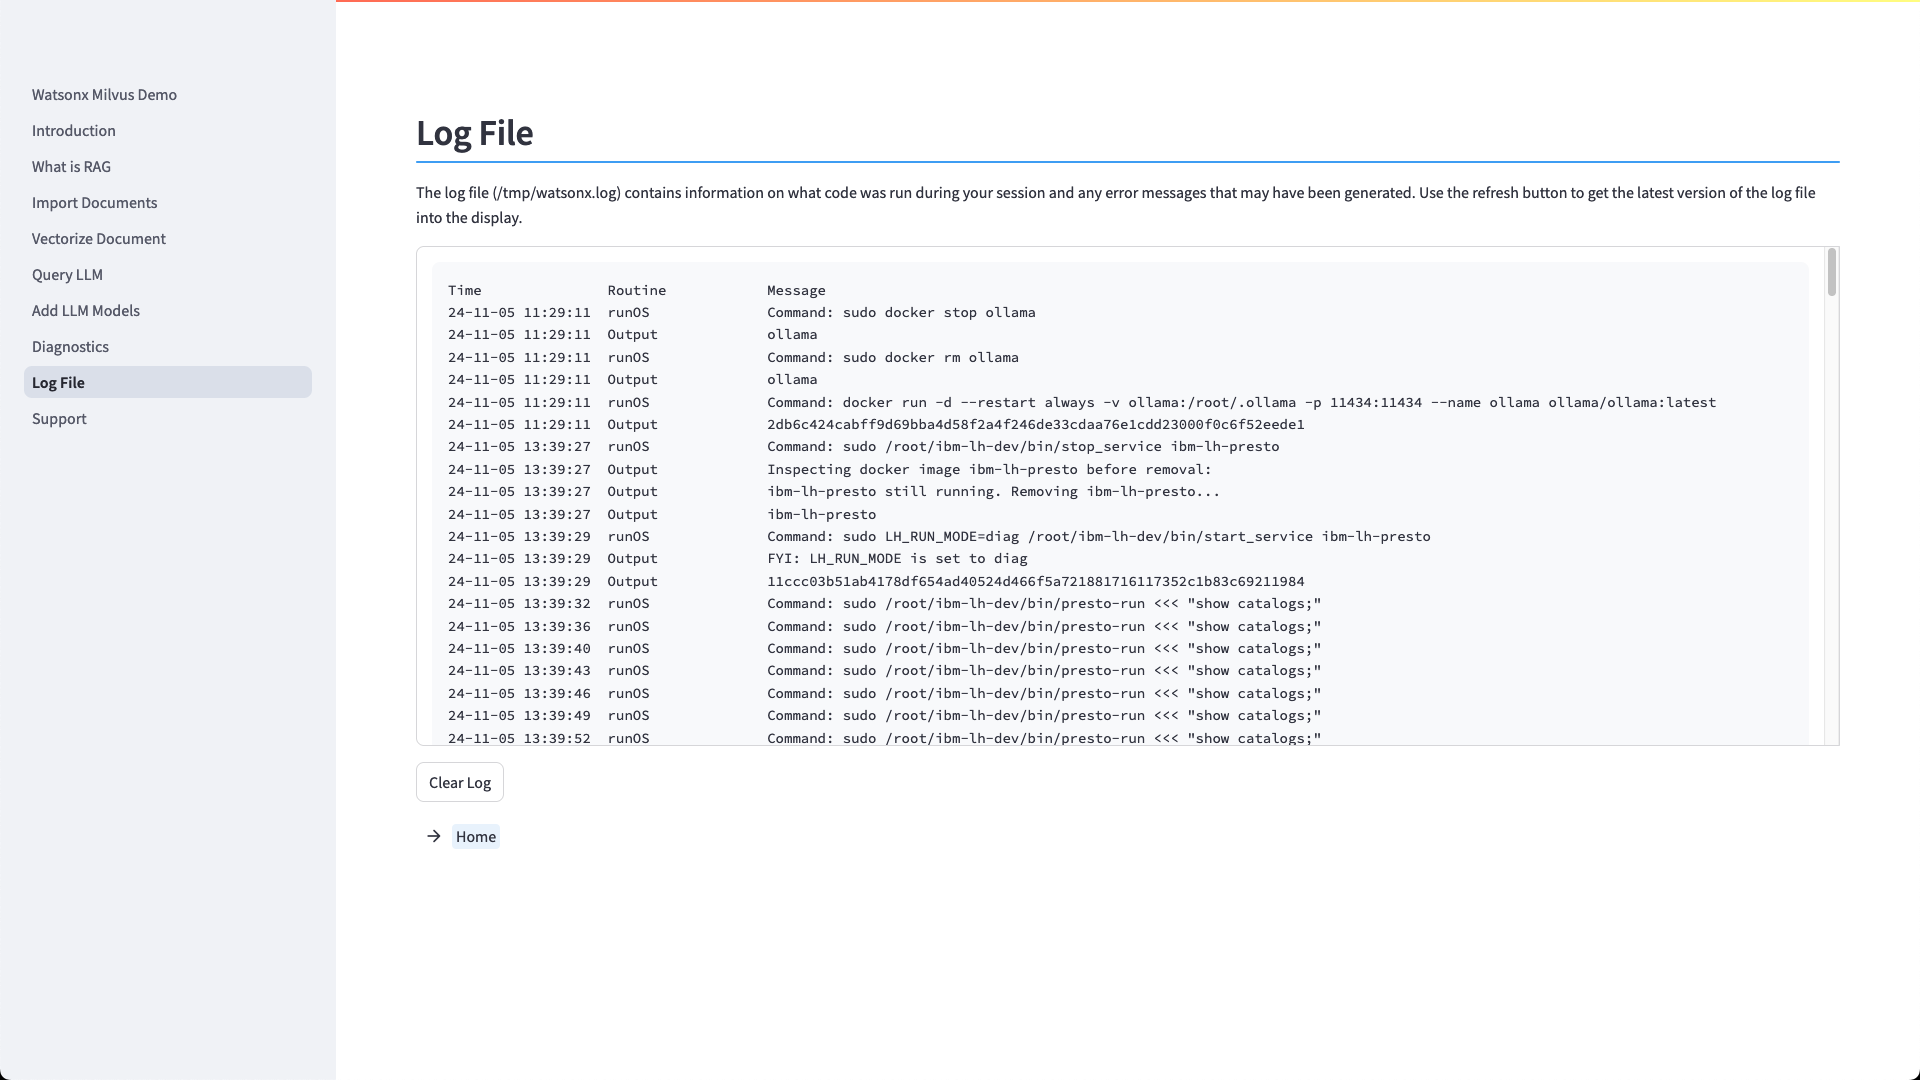 Watsonx Milvus Demo
Introduction
What is RAG
Import Documents
Vectorize Document
Query LLM
Add LLM Models
Diagnostics
Log File
Support
Log File
The log file (/tmp/watsonx.log) contains information on what code was run during your session and any error messages that may have been generated. Use the refresh button to get the latest version of the log file
into the display.
Time Routine Message
24-11-05 11:29:11 runOS Command: sudo docker stop ollama
24-11-05 11:29:11 Output ollama
24-11-05 11:29:11 runOS Command: sudo docker rm ollama
24-11-05 11:29:11 Output ollama
24-11-05 11:29:11 runOS Command: docker run -d --restart always -v ollama:/root/.ollama -p 11434:11434 --name ollama ollama/ollama:latest
24-11-05 11:29:11 Output 2db6c424cabff9d69bba4d58f2a4f246de33cdaa76e1cdd23000f0c6f52eede1
24-11-05 13:39:27 runOS Command: sudo /root/ibm-lh-dev/bin/stop_service ibm-lh-presto
24-11-05 13:39:27 Output Inspecting docker image ibm-lh-presto before removal:
24-11-05 13:39:27 Output ibm-lh-presto still running. Removing ibm-lh-presto...
24-11-05 13:39:27 Output ibm-lh-presto
24-11-05 13:39:29 runOS Command: sudo LH_RUN_MODE=diag /root/ibm-lh-dev/bin/start_service ibm-lh-presto
24-11-05 13:39:29 Output FYI: LH_RUN_MODE is set to diag
24-11-05 13:39:29 Output 11ccc03b51ab4178df654ad40524d466f5a721881716117352c1b83c69211984
24-11-05 13:39:32 runOS Command: sudo /root/ibm-lh-dev/bin/presto-run <<< "show catalogs;"
24-11-05 13:39:36 runOS Command: sudo /root/ibm-lh-dev/bin/presto-run <<< "show catalogs;"
24-11-05 13:39:40 runOS Command: sudo /root/ibm-lh-dev/bin/presto-run <<< "show catalogs;"
24-11-05 13:39:43 runOS Command: sudo /root/ibm-lh-dev/bin/presto-run <<< "show catalogs;"
24-11-05 13:39:46 runOS Command: sudo /root/ibm-lh-dev/bin/presto-run <<< "show catalogs;"
24-11-05 13:39:49 runOS Command: sudo /root/ibm-lh-dev/bin/presto-run <<< "show catalogs;"
24-11-05 13:39:52 runOS Command: sudo /root/ibm-lh-dev/bin/presto-run <<< "show catalogs;"
Clear Log
→ Home